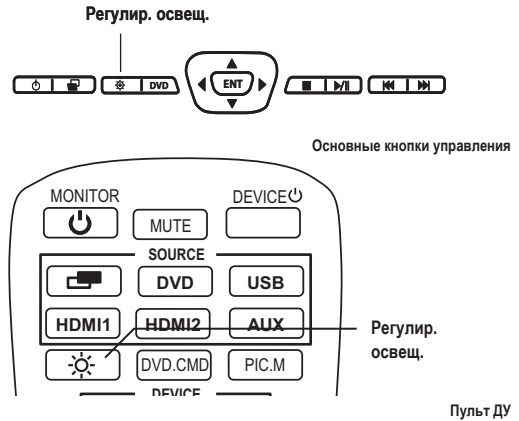 Регулир. освещ.
DVD ENT
Основные кнопки управления
MONITOR DEVICE
MUTE
SOURCE
DVD USB
HDMI1 HDMI2 AUX
Регулир.
освещ.
DVD.CMD PIC.M
DEVICE
Пульт ДУ